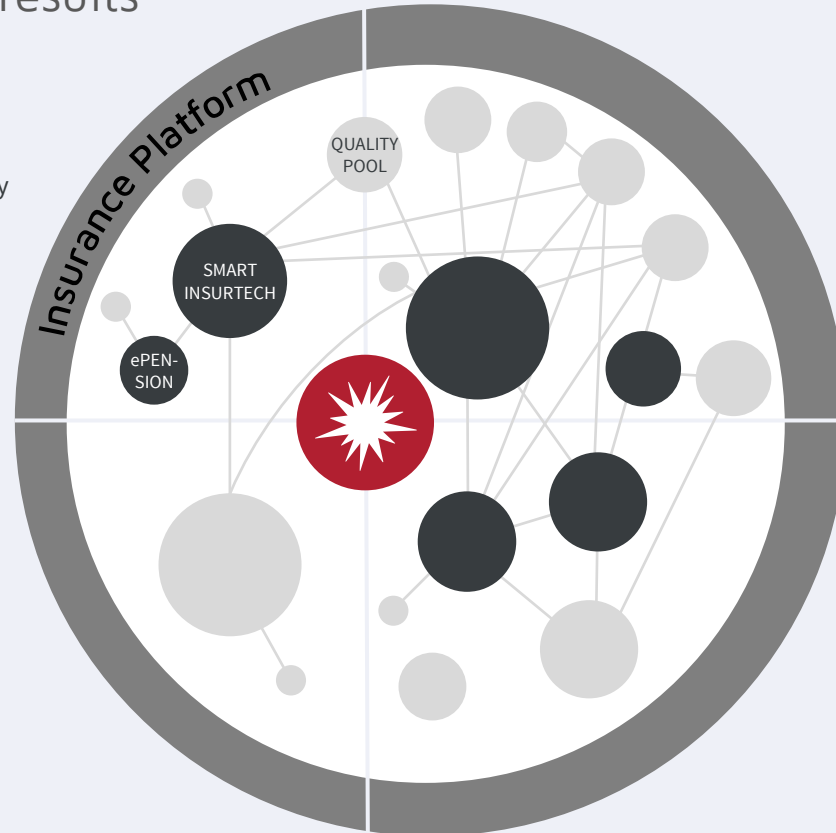 results
y
Insurance Platform
QUALITY
POOL
SMART
INSURTECH
ePEN-
SION